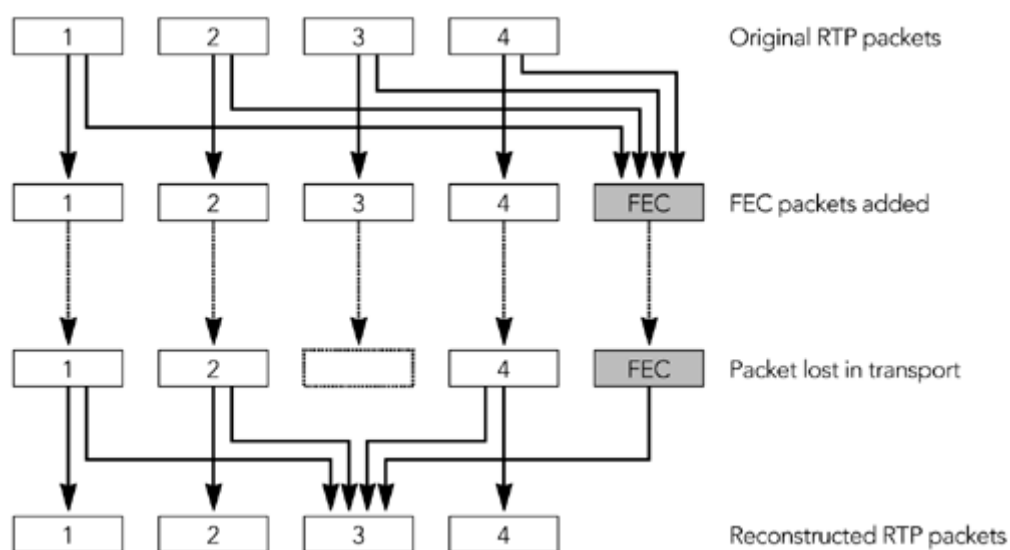 1 2 3 4 Original RTP packets
1 2 3 4 FEC FEC packets added
1 2 4 FEC Packet lost in transport
1 2 3 4 Reconstructed RTP packets